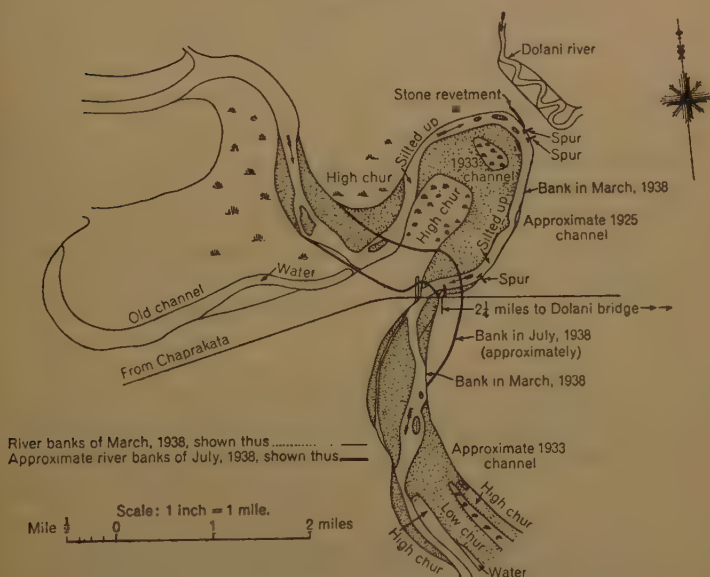 Dolani river
Stone revetment
Silted up
Spur
Spur
1933
channel
High chur
High chur
Bank in March, 1938
Silted up
Approximate 1925
channel
Water
Spur
Old channel
2¼ miles to Dolani bridge
From Chaprakata
Bank in July, 1938
(approximately)
Bank in March, 1938
River banks of March, 1938, shown thus
Approximate river banks of July, 1938, shown thus
Approximate 1933
channel
High chur
Low chur
Scale: 1 inch = 1 mile.
Mile ½ 0 1 2 miles
High chur
Water